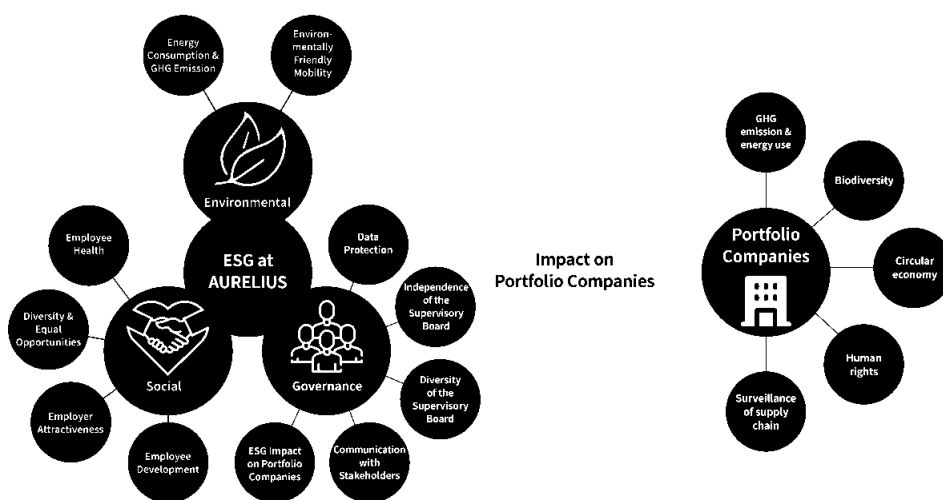 Energy
Consumption &
GHG Emission
Environ-
mentally
Friendly
Mobility
Environmental
ESG at
AURELIUS
Employee
Health
Diversity &
Equal
Opportunities
Employer
Attractiveness
Employee
Development
Social
Governance
Data
Protection
Independence
of the
Supervisory
Board
Diversity
of the
Supervisory
Board
Communication
with
Stakeholders
ESG Impact
on Portfolio
Companies
Impact on
Portfolio Companies
GHG
emission &
energy use
Biodiversity
Portfolio
Companies
Circular
economy
Human
rights
Surveillance
of supply
chain